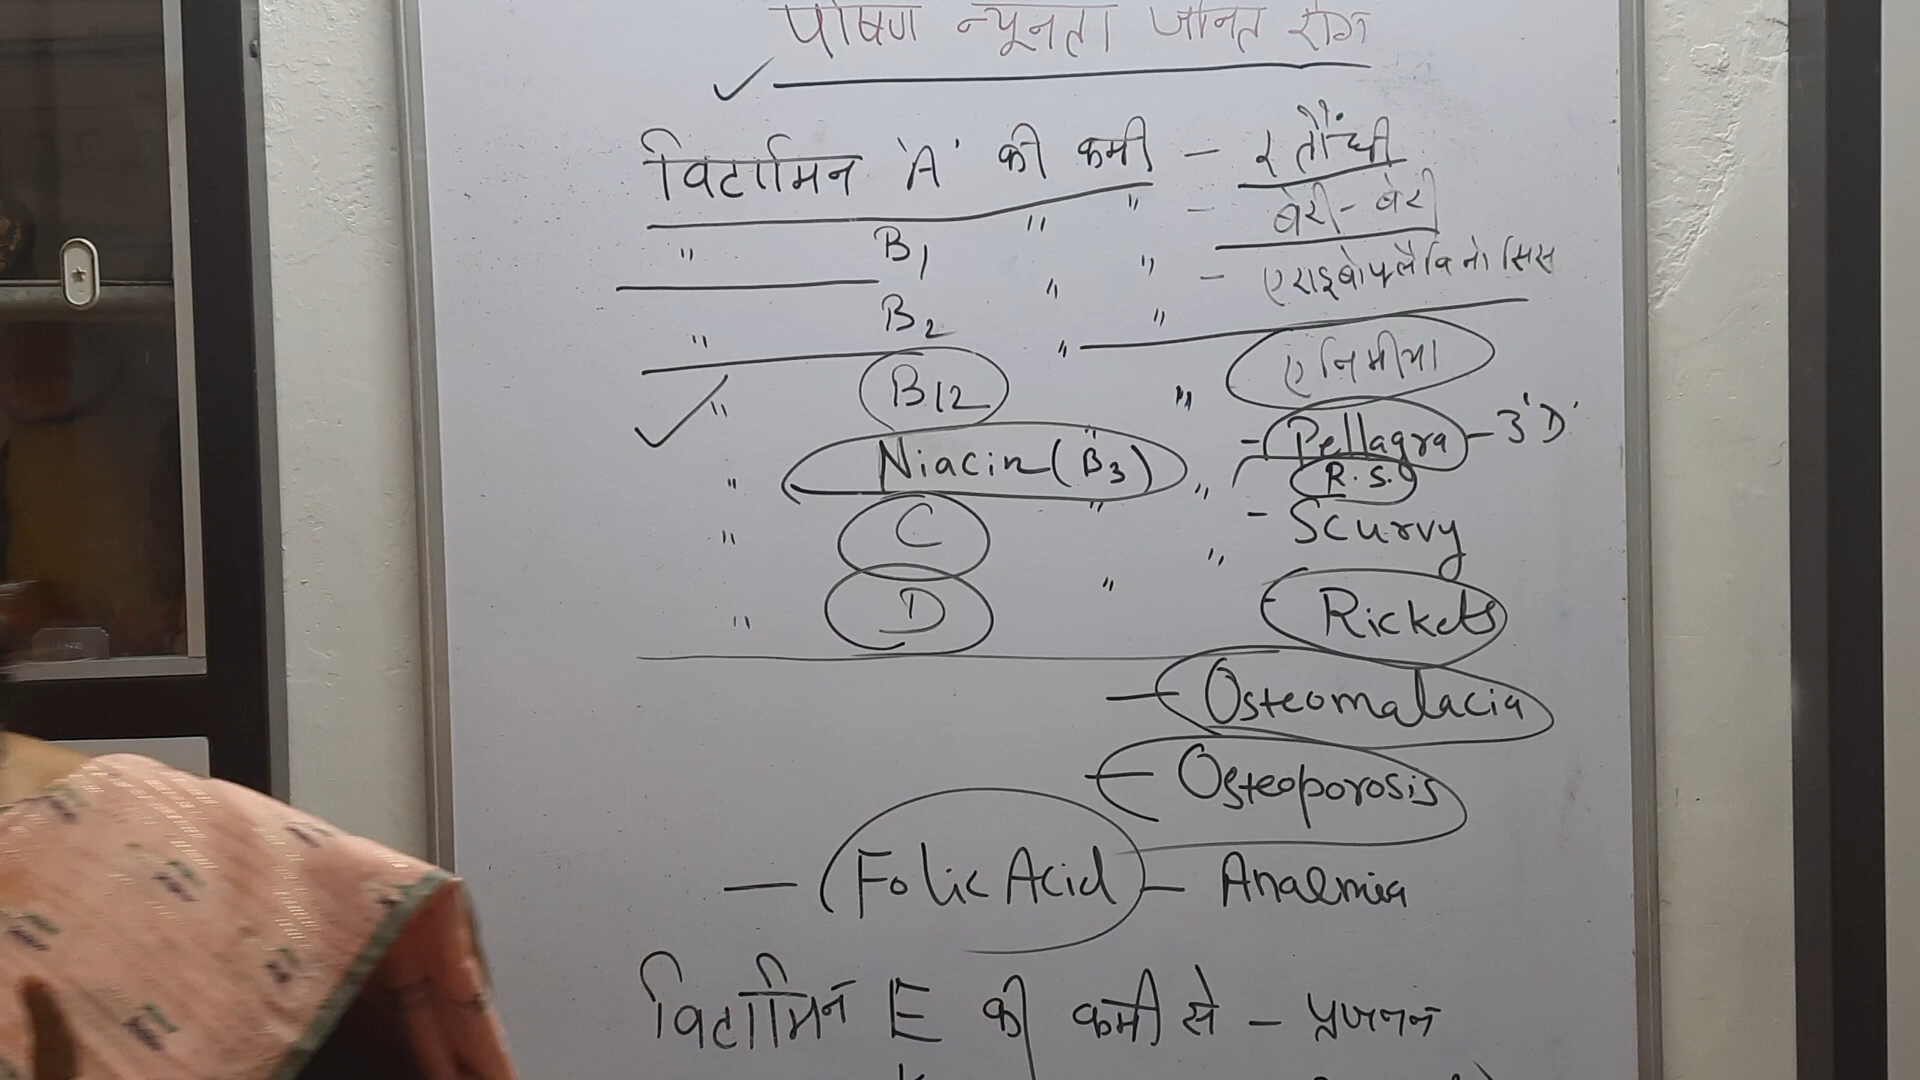 पोषण न्यूनता जनित रोग
विटामिन 'A' की कमी - रतौंधी
" B1 " " - बेरी-बेरी
" B2 " " - एराइबोफ्लैविनोसिस
" B12 " " एनिमीया
" Niacin (B3) " - Pellagra - 3'D'
R.S.
" C " " - Scurvy
" D " " - Rickets
- Osteomalacia
- Osteoporosis
- Folic Acid - Anaemia
विटामिन E की कमी से - प्रजनन